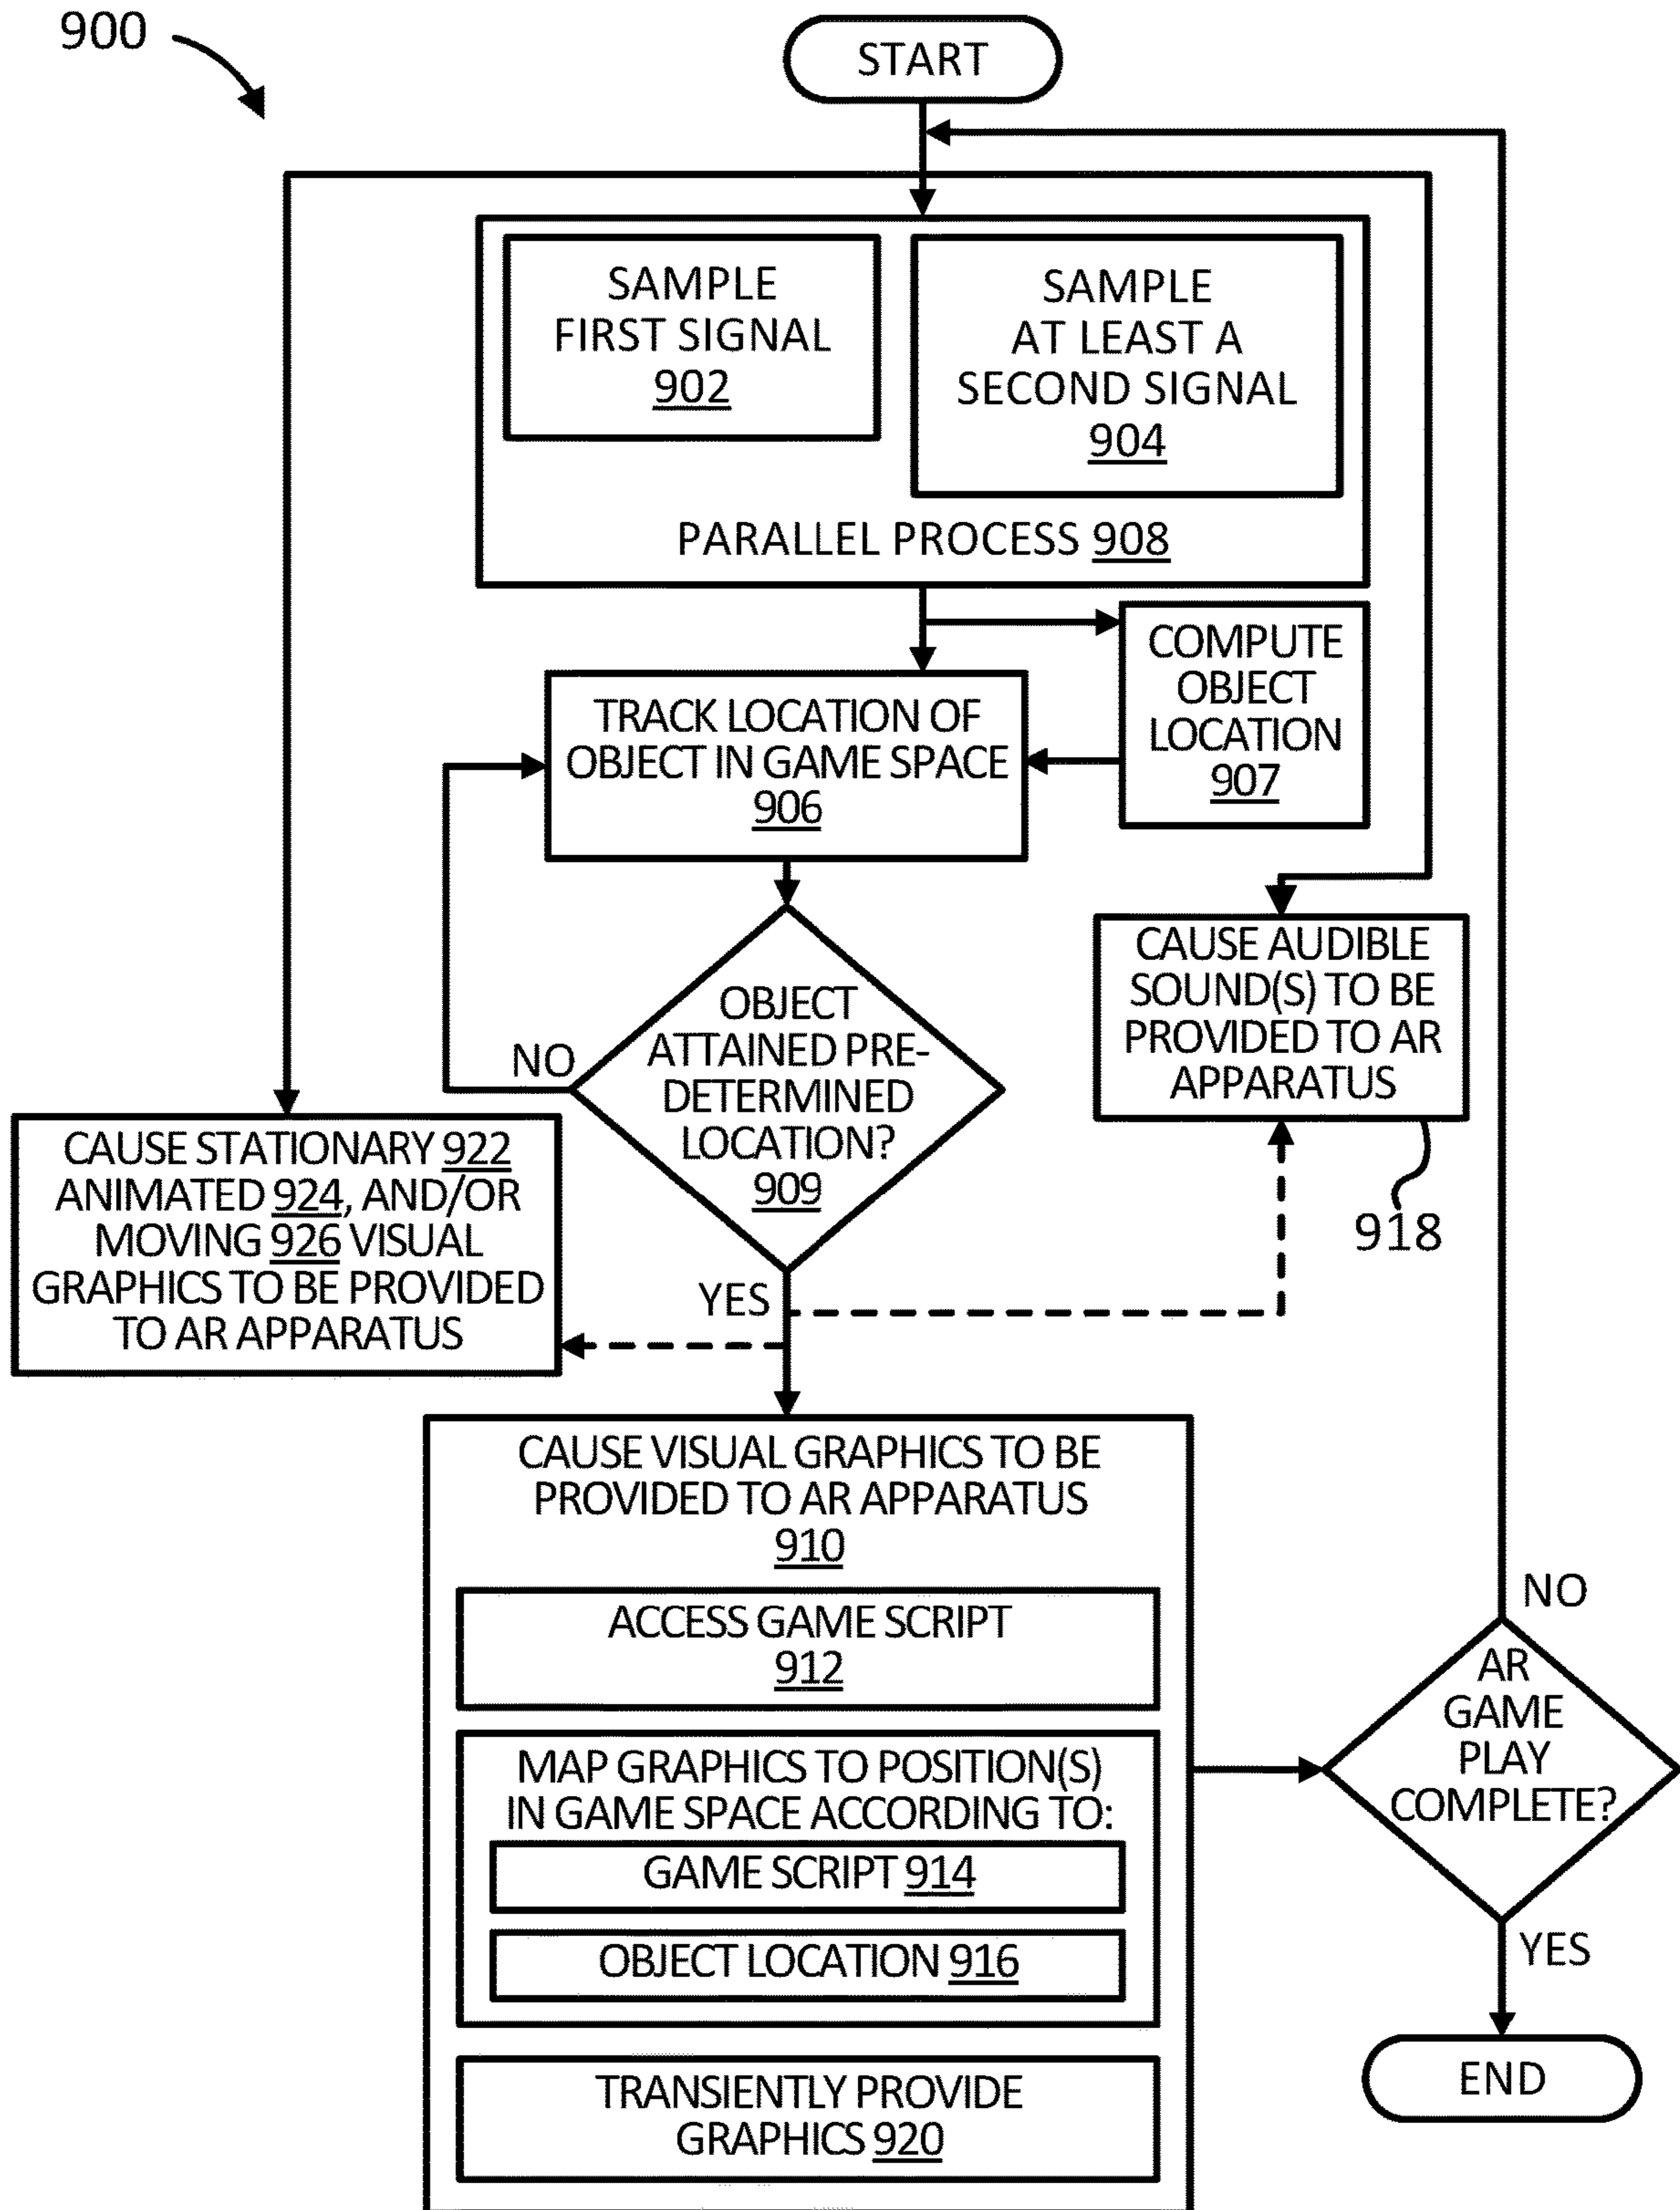 900
START
SAMPLE
FIRST SIGNAL
902
SAMPLE
AT LEAST A
SECOND SIGNAL
904
PARALLEL PROCESS 908
COMPUTE
OBJECT
LOCATION
907
TRACK LOCATION OF
OBJECT IN GAME SPACE
906
OBJECT
ATTAINED PRE-
DETERMINED
LOCATION?
909
NO
YES
CAUSE AUDIBLE
SOUND(S) TO BE
PROVIDED TO AR
APPARATUS
918
CAUSE STATIONARY 922
ANIMATED 924, AND/OR
MOVING 926 VISUAL
GRAPHICS TO BE PROVIDED
TO AR APPARATUS
CAUSE VISUAL GRAPHICS TO BE
PROVIDED TO AR APPARATUS
910
ACCESS GAME SCRIPT
912
MAP GRAPHICS TO POSITION(S)
IN GAME SPACE ACCORDING TO:
GAME SCRIPT 914
OBJECT LOCATION 916
TRANSIENTLY PROVIDE
GRAPHICS 920
NO
AR
GAME
PLAY
COMPLETE?
YES
END